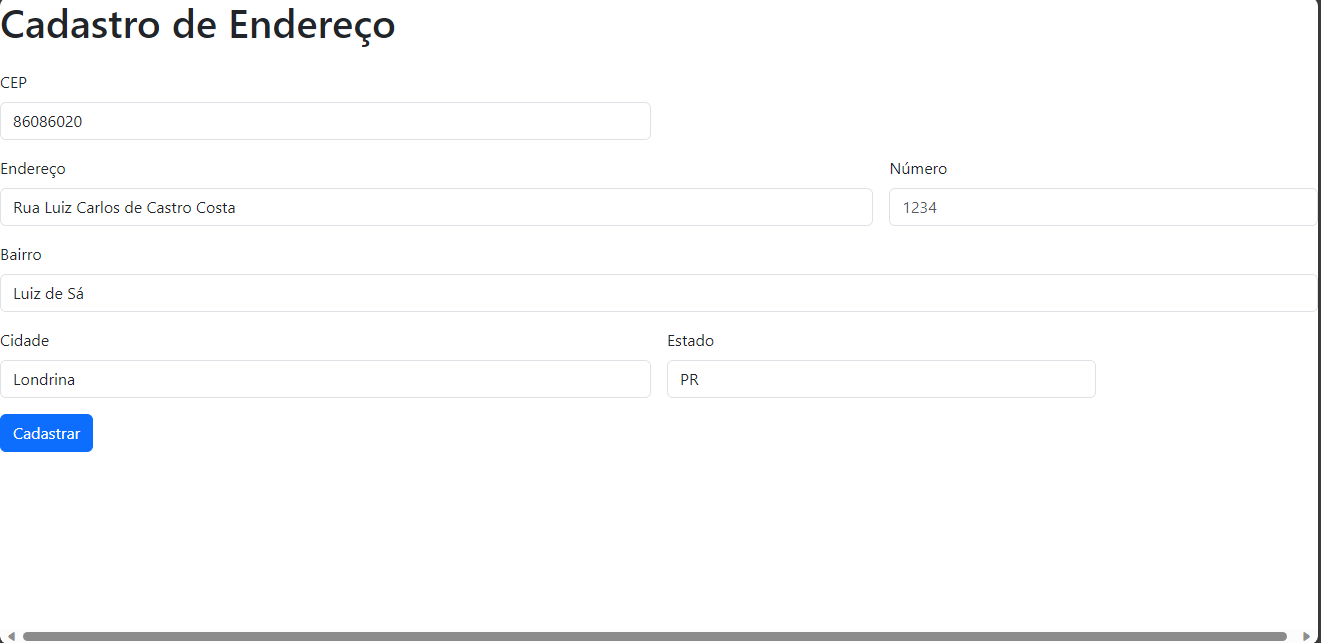 Cadastro de Endereço
CEP
86086020
Endereço
Número
Rua Luiz Carlos de Castro Costa
1234
Bairro
Luiz de Sá
Cidade
Estado
Londrina
PR
Cadastrar